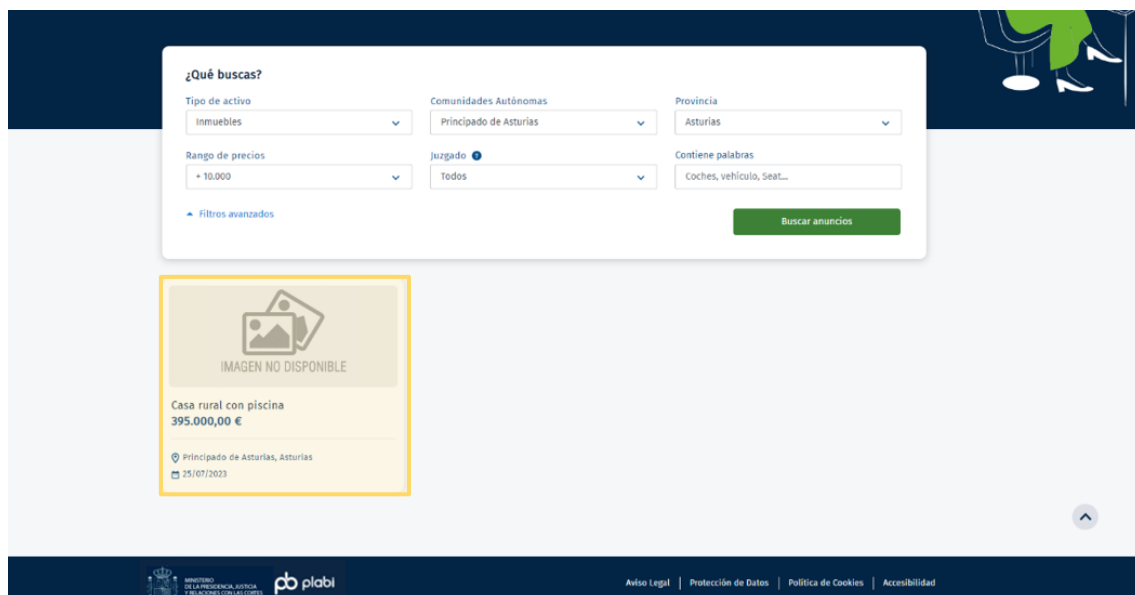 ¿Qué buscas?
Tipo de activo
Comunidades Autónomas
Provincia
Inmuebles
Principado de Asturias
Asturias
Rango de precios
Juzgado ?
Contiene palabras
+ 10.000
Todos
Coches, vehículo, Seat...
Filtros avanzados
Buscar anuncios
IMAGEN NO DISPONIBLE
Casa rural con piscina
395.000,00 €
Principado de Asturias, Asturias
25/07/2023
MINISTERIO
DE LA PRESIDENCIA, JUSTICIA
Y RELACIONES CON LAS CORTES
plabi
Aviso Legal | Protección de Datos | Política de Cookies | Accesibilidad